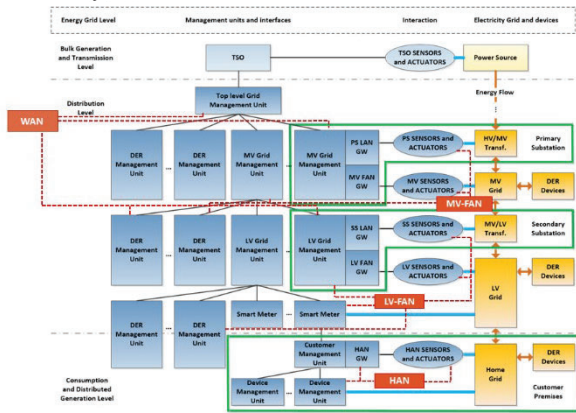 Energy Grid Level
Management units and interfaces
Interaction
Electricity Grid and devices
Bulk Generation
and Transmission
Level
TSO
TSO SENSORS
and ACTUATORS
Power Source
Distribution
Level
Top level Grid
Management Unit
Energy Flow
WAN
DER
Management
Unit
...
DER
Management
Unit
MV Grid
Management
Unit
...
MV Grid
Management
Unit
PS LAN
GW
MV FAN
GW
PS SENSORS and
ACTUATORS
MV SENSORS
and ACTUATORS
HV/MV
Transf.
MV
Grid
DER
Devices
Primary
Substation
MV-FAN
DER
Management
Unit
...
DER
Management
Unit
LV Grid
Management
Unit
...
LV Grid
Management
Unit
SS LAN
GW
LV FAN
GW
SS SENSORS and
ACTUATORS
LV SENSORS and
ACTUATORS
MV/LV
Transf.
LV
Grid
DER
Devices
Secondary
Substation
LV-FAN
DER
Management
Unit
...
DER
Management
Unit
Smart Meter
...
Smart Meter
Customer
Management
Unit
HAN
GW
HAN SENSORS
and ACTUATORS
HAN
Home
Grid
DER
Devices
Device
Management
Unit
...
Device
Management
Unit
Consumption
and Distributed
Generation Level
Customer
Premises